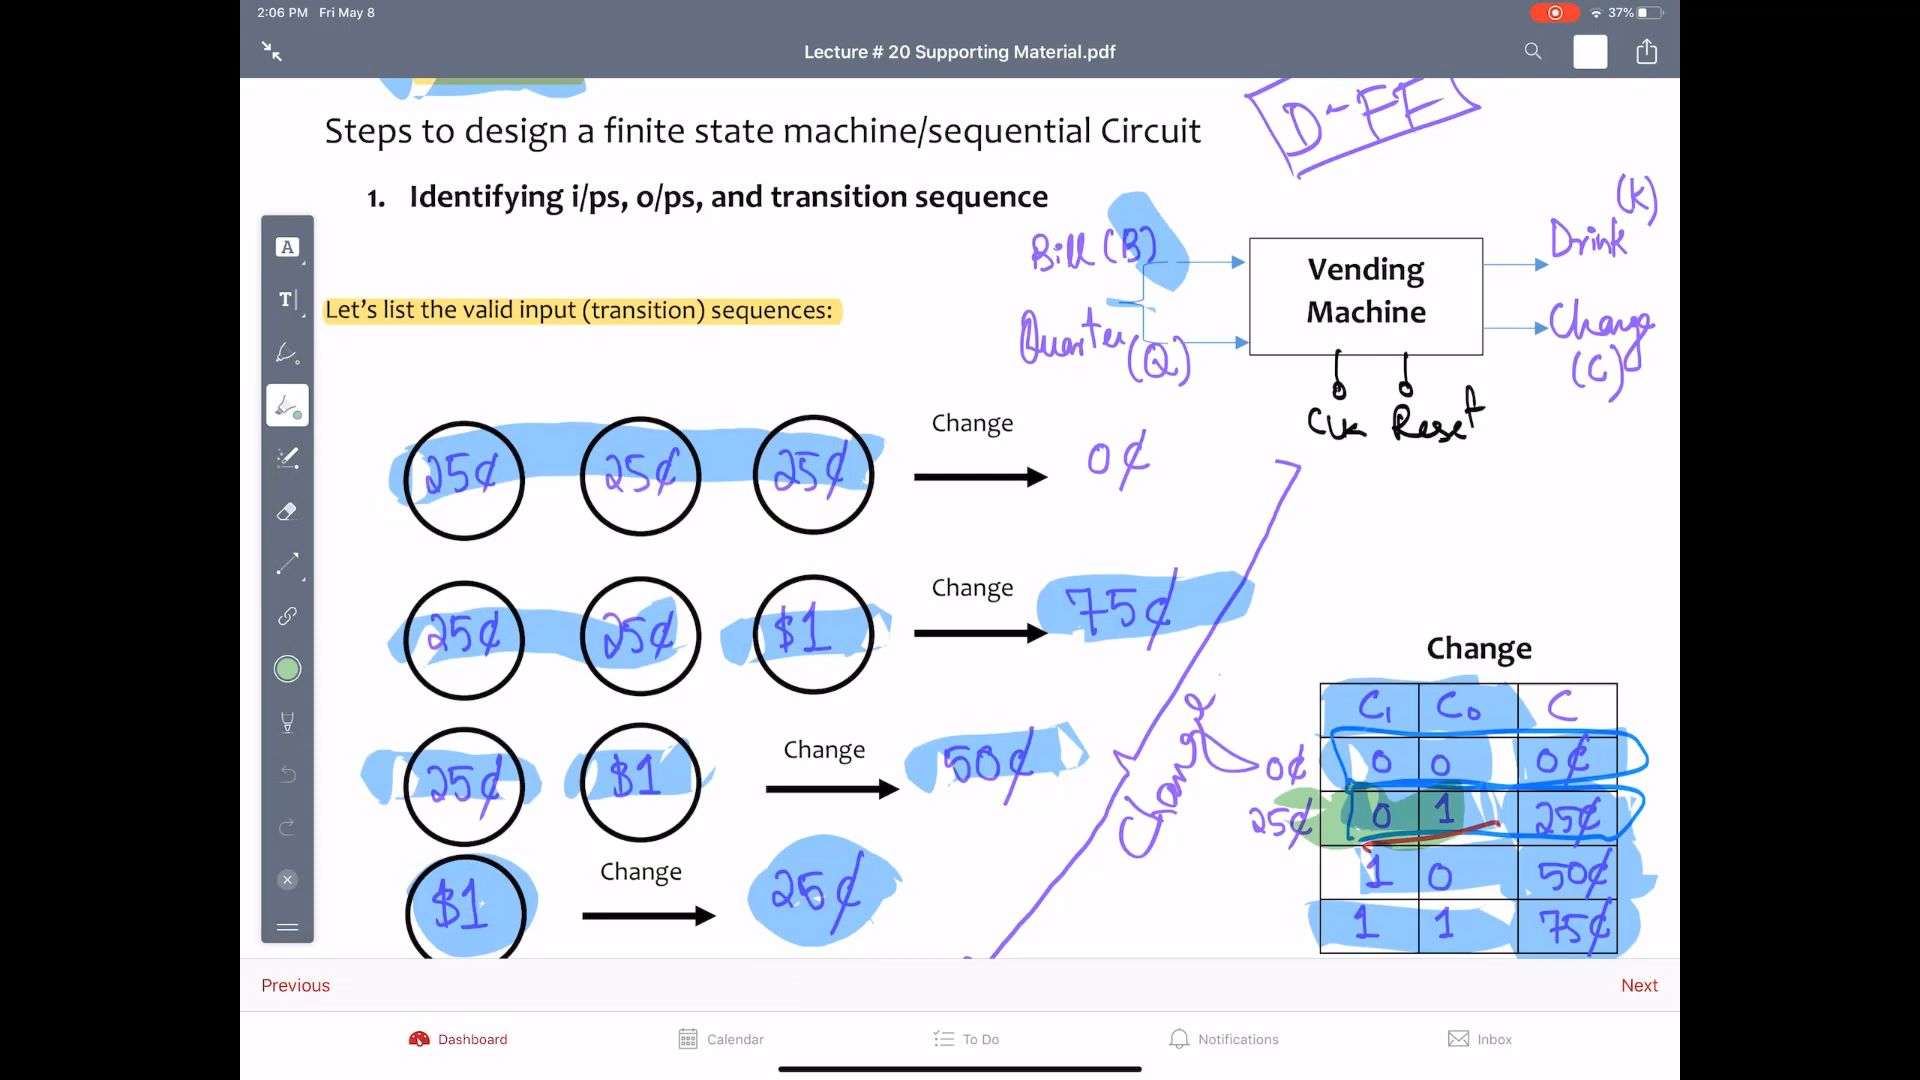 2:06 PM Fri May 8
37%
Lecture # 20 Supporting Material.pdf
D-FF
Steps to design a finite state machine/sequential Circuit
1. Identifying i/ps, o/ps, and transition sequence
(K)
Bill (B)
Drink
Vending
Machine
Let's list the valid input (transition) sequences:
Quarter (Q)
Change
(C)
Clk Reset
25¢ 25¢ 25¢ Change 0¢
25¢ 25¢ $1 Change 75¢
25¢ $1 Change 50¢
$1 Change 25¢
Change
Change
C1 C0 C
0¢ 0 0 0¢
25¢ 0 1 25¢
1 0 50¢
1 1 75¢
A
T
Previous Next
Dashboard Calendar To Do Notifications Inbox